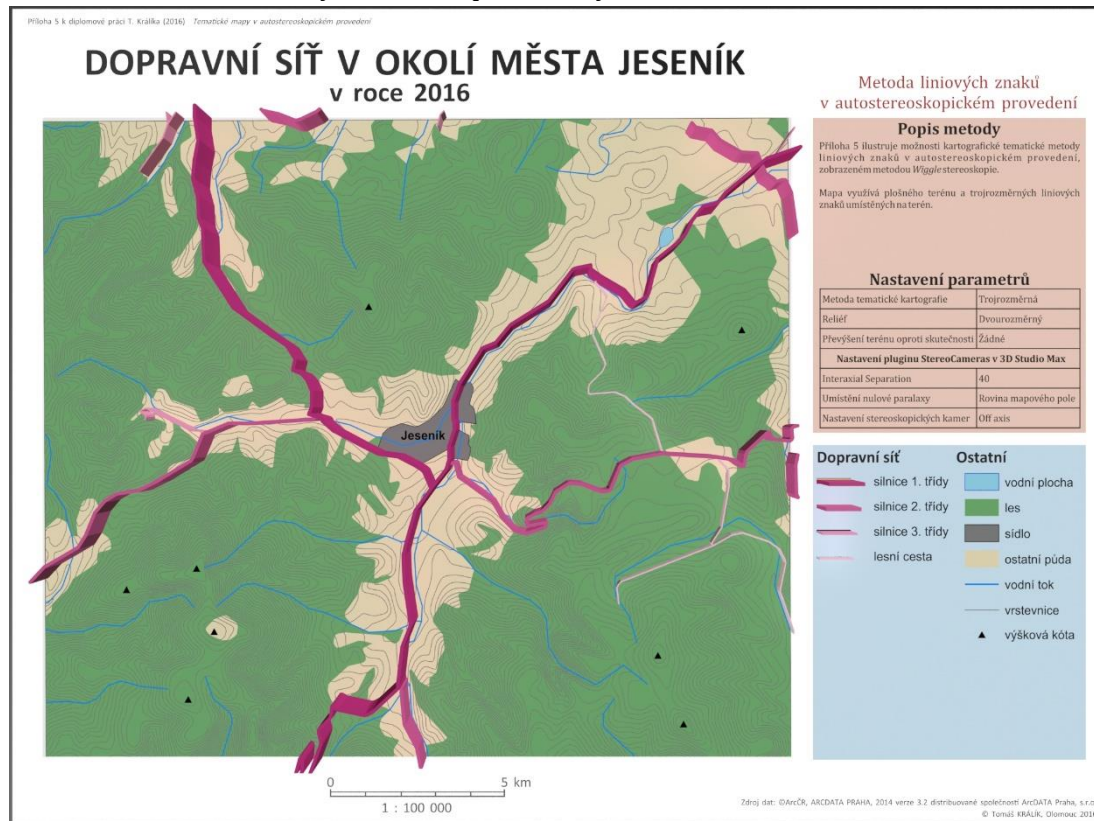 Příloha 5 k diplomové práci T. Králíka (2016) Tematické mapy v autostereoskopickém provedení
DOPRAVNÍ SÍŤ V OKOLÍ MĚSTA JESENÍK
v roce 2016
Jeseník
0 5 km
1 : 100 000
Metoda liniových znaků
v autostereoskopickém provedení
Popis metody
Příloha 5 ilustruje možnosti kartografické tematické metody
liniových znaků v autostereoskopickém provedení,
zobrazeném metodou Wiggle stereoskopie.
Mapa využívá plošného terénu a trojrozměrných liniových
znaků umístěných na terén.
Nastavení parametrů
Metoda tematické kartografie Trojrozměrná
Reliéf Dvourozměrný
Převýšení terénu oproti skutečnosti Žádné
Nastavení pluginu StereoCameras v 3D Studio Max
Interaxial Separation 40
Umístění nulové paralaxy Rovina mapového pole
Nastavení stereoskopických kamer Off axis
Dopravní síť
silnice 1. třídy
silnice 2. třídy
silnice 3. třídy
lesní cesta
Ostatní
vodní plocha
les
sídlo
ostatní půda
vodní tok
vrstevnice
výšková kóta
Zdroj dat: ©ArcČR, ARCDATA PRAHA, 2014 verze 3.2 distribuované společností ArcDATA Praha, s.r.o
© Tomáš KRÁLÍK, Olomouc 2016